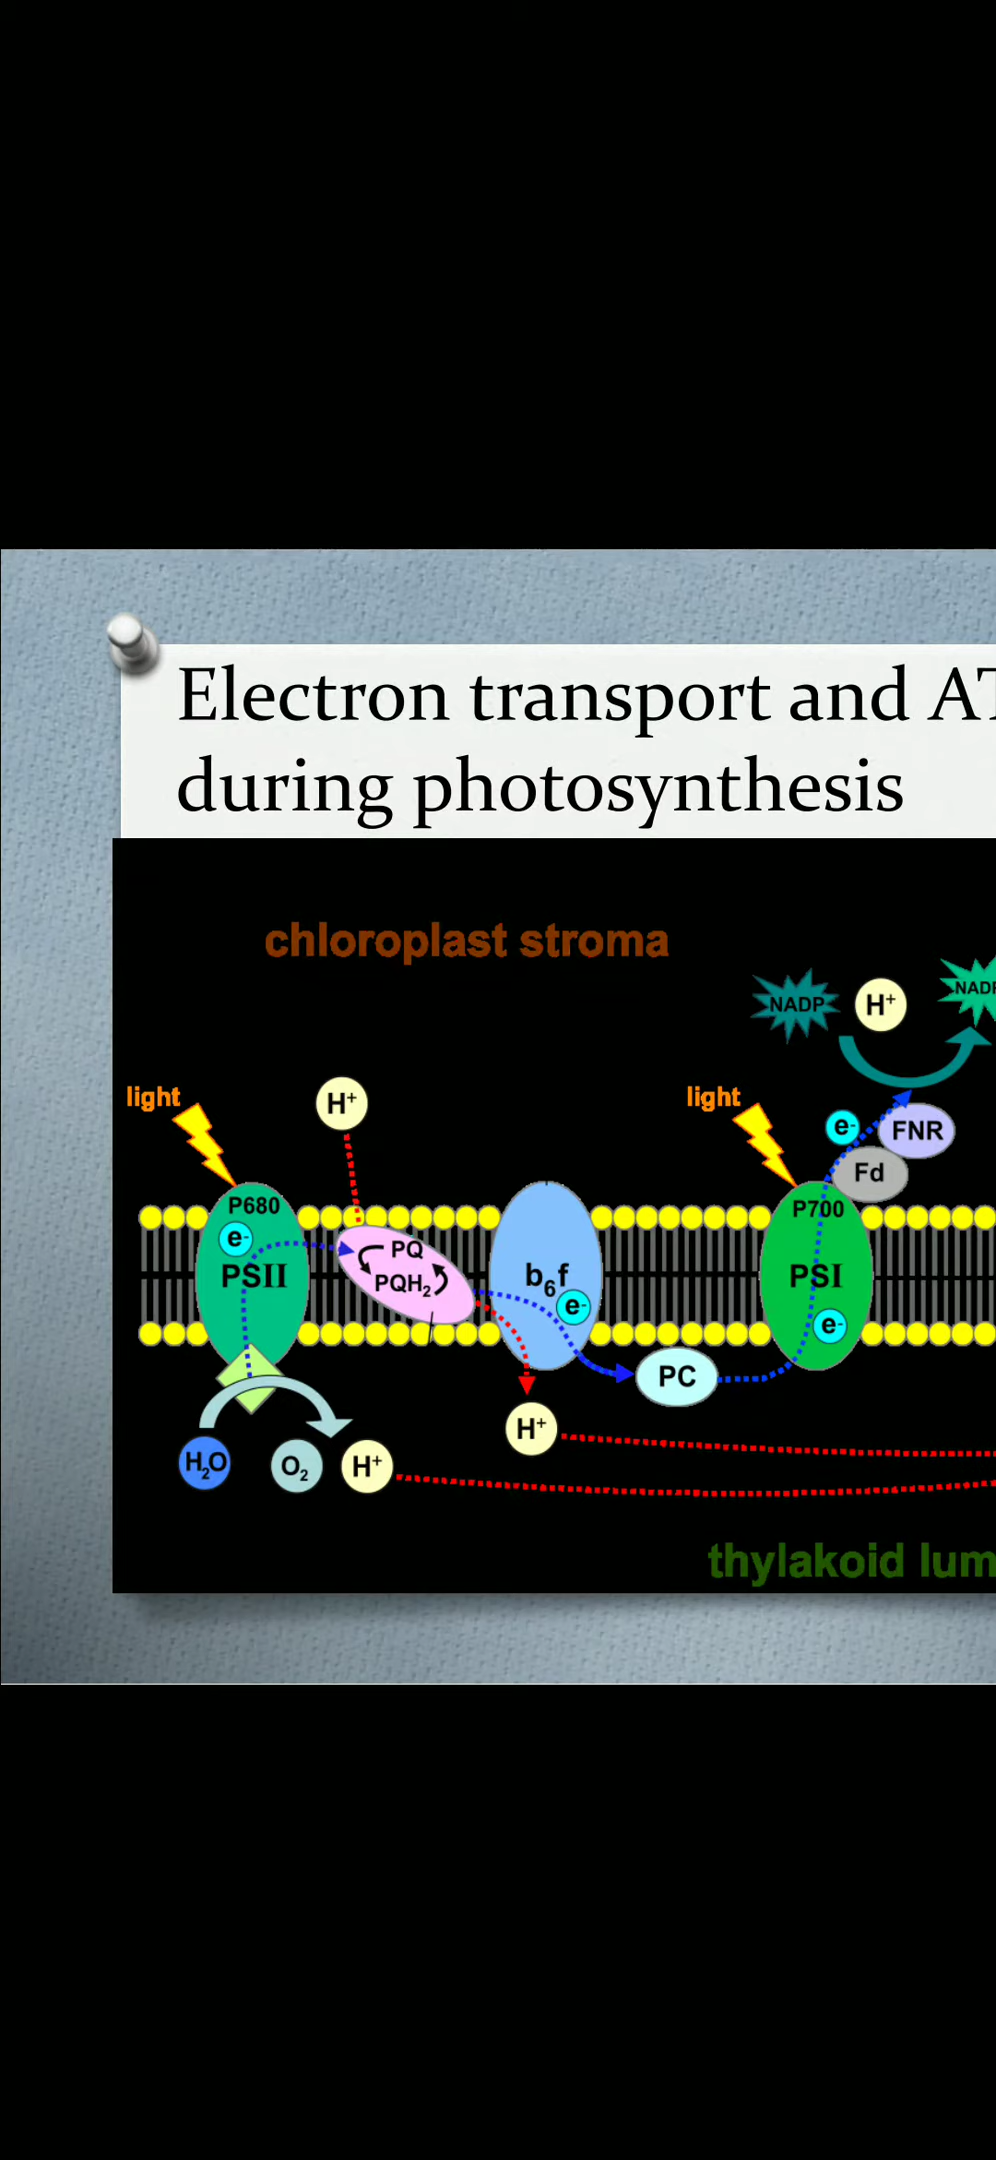 Electron transport and AT
during photosynthesis
chloroplast stroma
NADP
H+
NADP
light
H+
light
e-
FNR
Fd
P680
e-
PSII
PQ
PQH2
b6f
e-
P700
PSI
e-
PC
H+
H2O
O2
H+
thylakoid lum